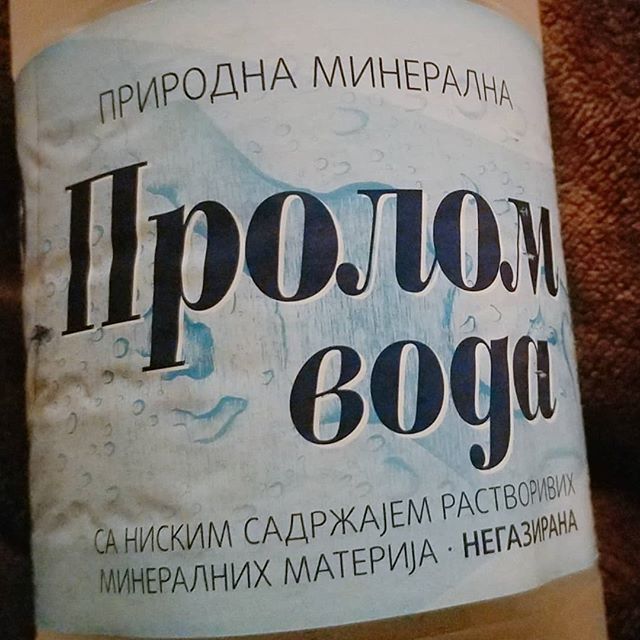 ПРИРОДНА МИНЕРАЛНА
Пролом
вода
СА НИСКИМ САДРЖАЈЕМ РАСТВОРИВИХ
МИНЕРАЛНИХ МАТЕРИЈА · НЕГАЗИРАНА